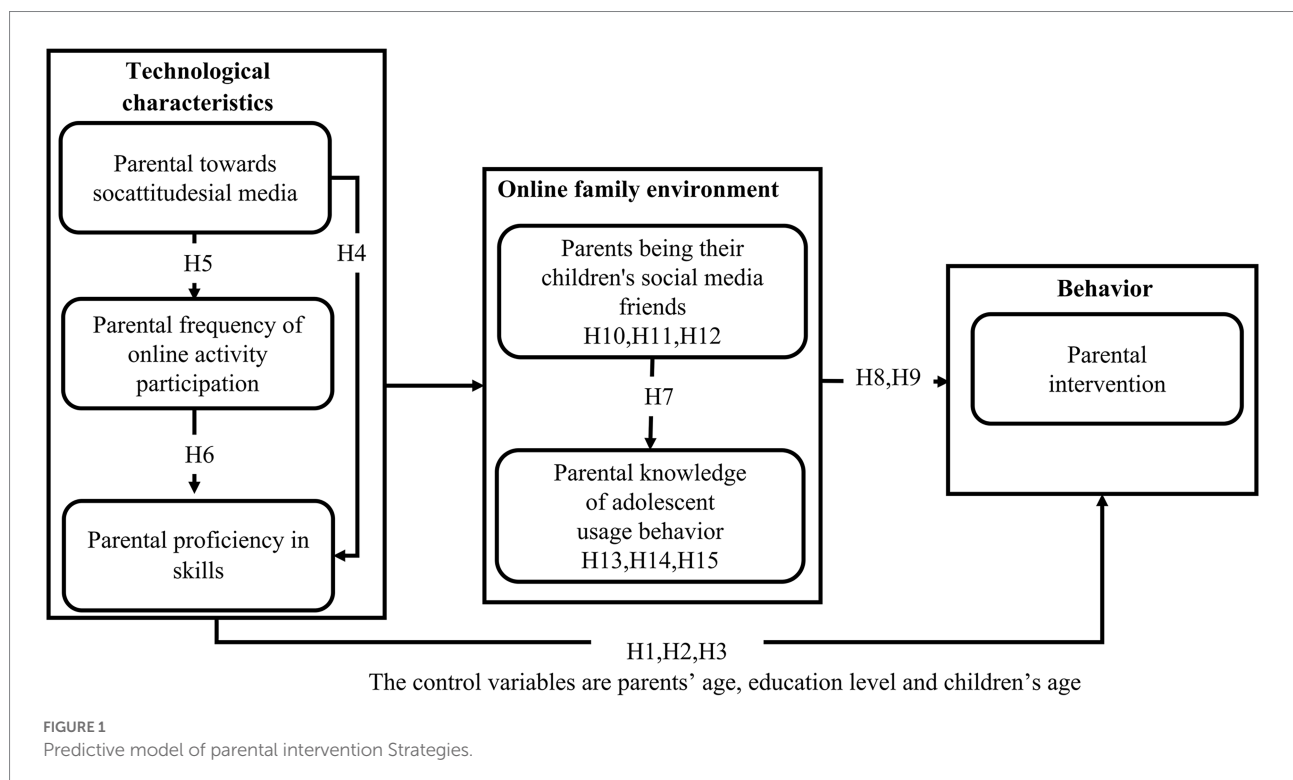 Technological
characteristics
Parental towards
socattitudesial media
H4
H5
Parental frequency of
online activity
participation
H6
Parental proficiency in
skills
Online family environment
Parents being their
children's social media
friends
H10,H11,H12
H7
Parental knowledge
of adolescent
usage behavior
H13,H14,H15
H8,H9
Behavior
Parental
intervention
H1,H2,H3
The control variables are parents’ age, education level and children’s age
FIGURE 1
Predictive model of parental intervention Strategies.